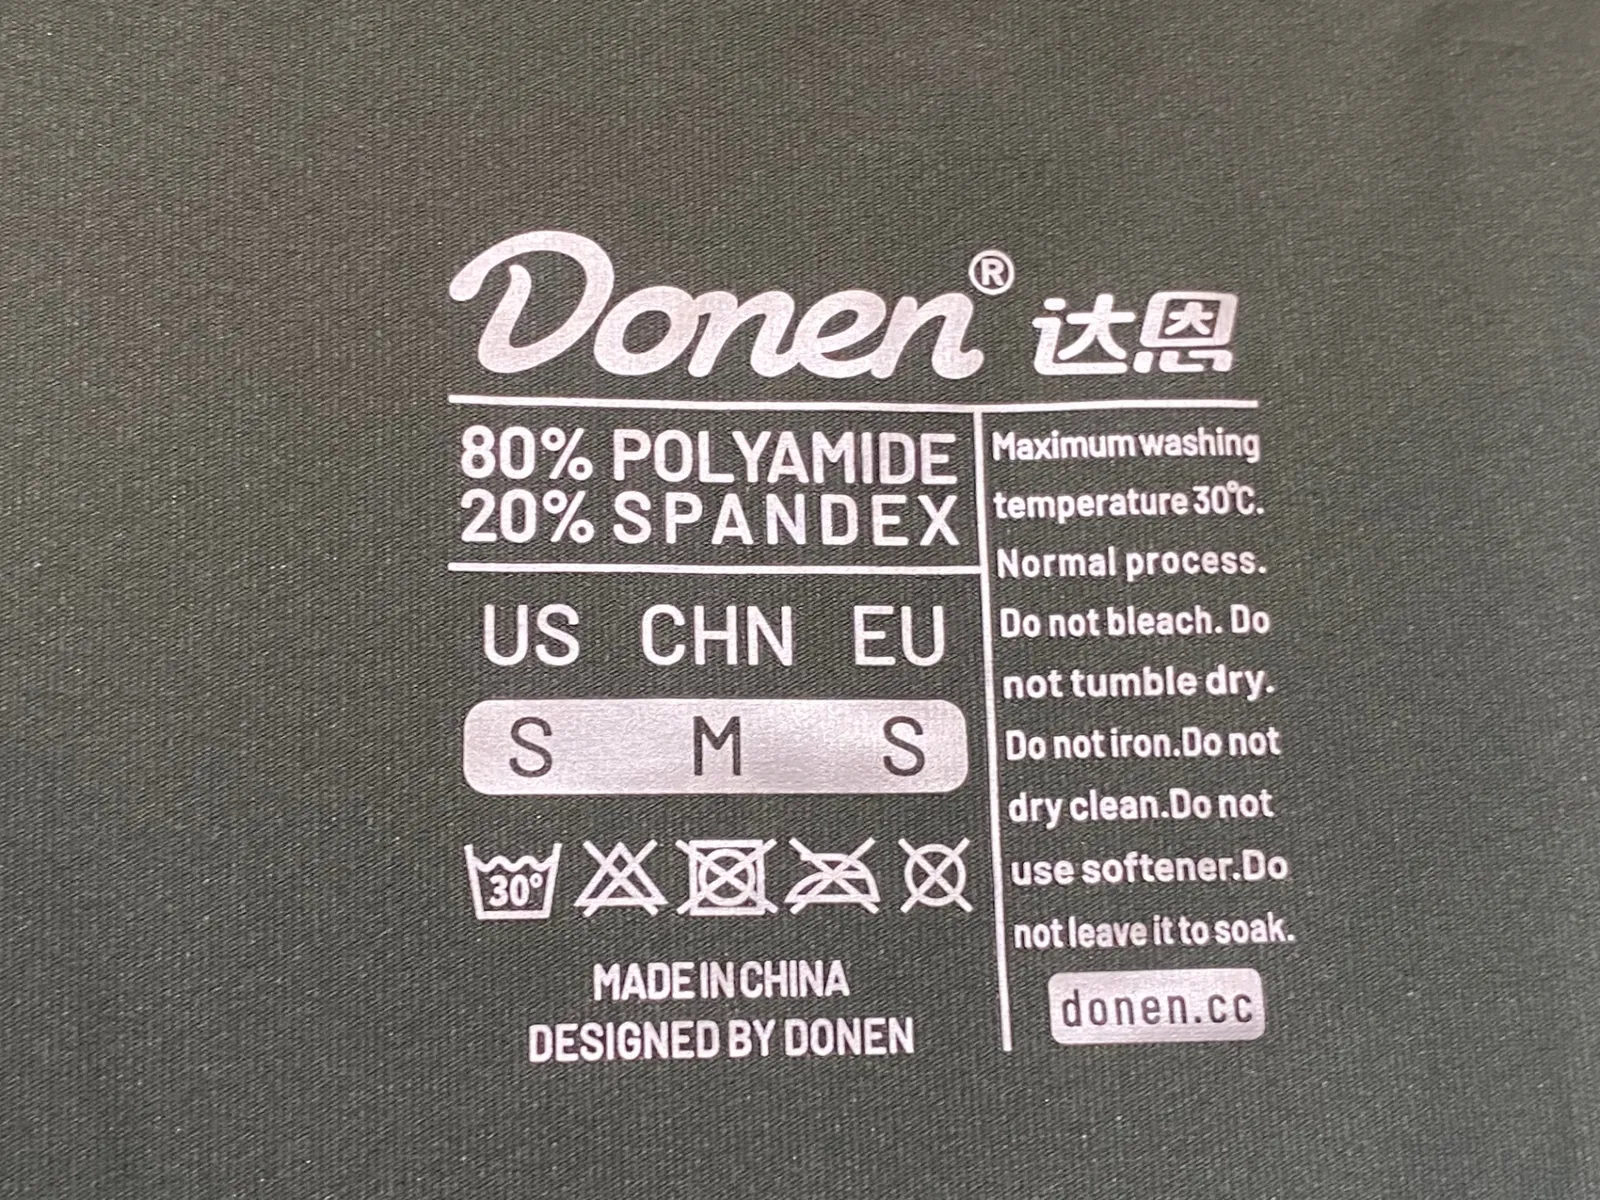 Donen® 达恩
80% POLYAMIDE
20% SPANDEX
US CHN EU
S M S
30°
MADE IN CHINA
DESIGNED BY DONEN
Maximum washing
temperature 30℃.
Normal process.
Do not bleach. Do
not tumble dry.
Do not iron.Do not
dry clean.Do not
use softener.Do
not leave it to soak.
donen.cc